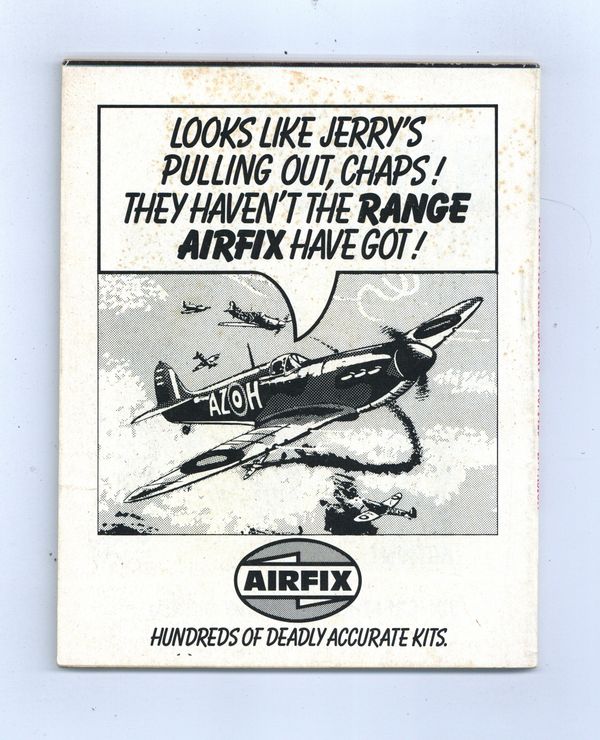 LOOKS LIKE JERRY'S
PULLING OUT, CHAPS!
THEY HAVEN'T THE RANGE
AIRFIX HAVE GOT!
AZ H
AIRFIX
HUNDREDS OF DEADLY ACCURATE KITS.